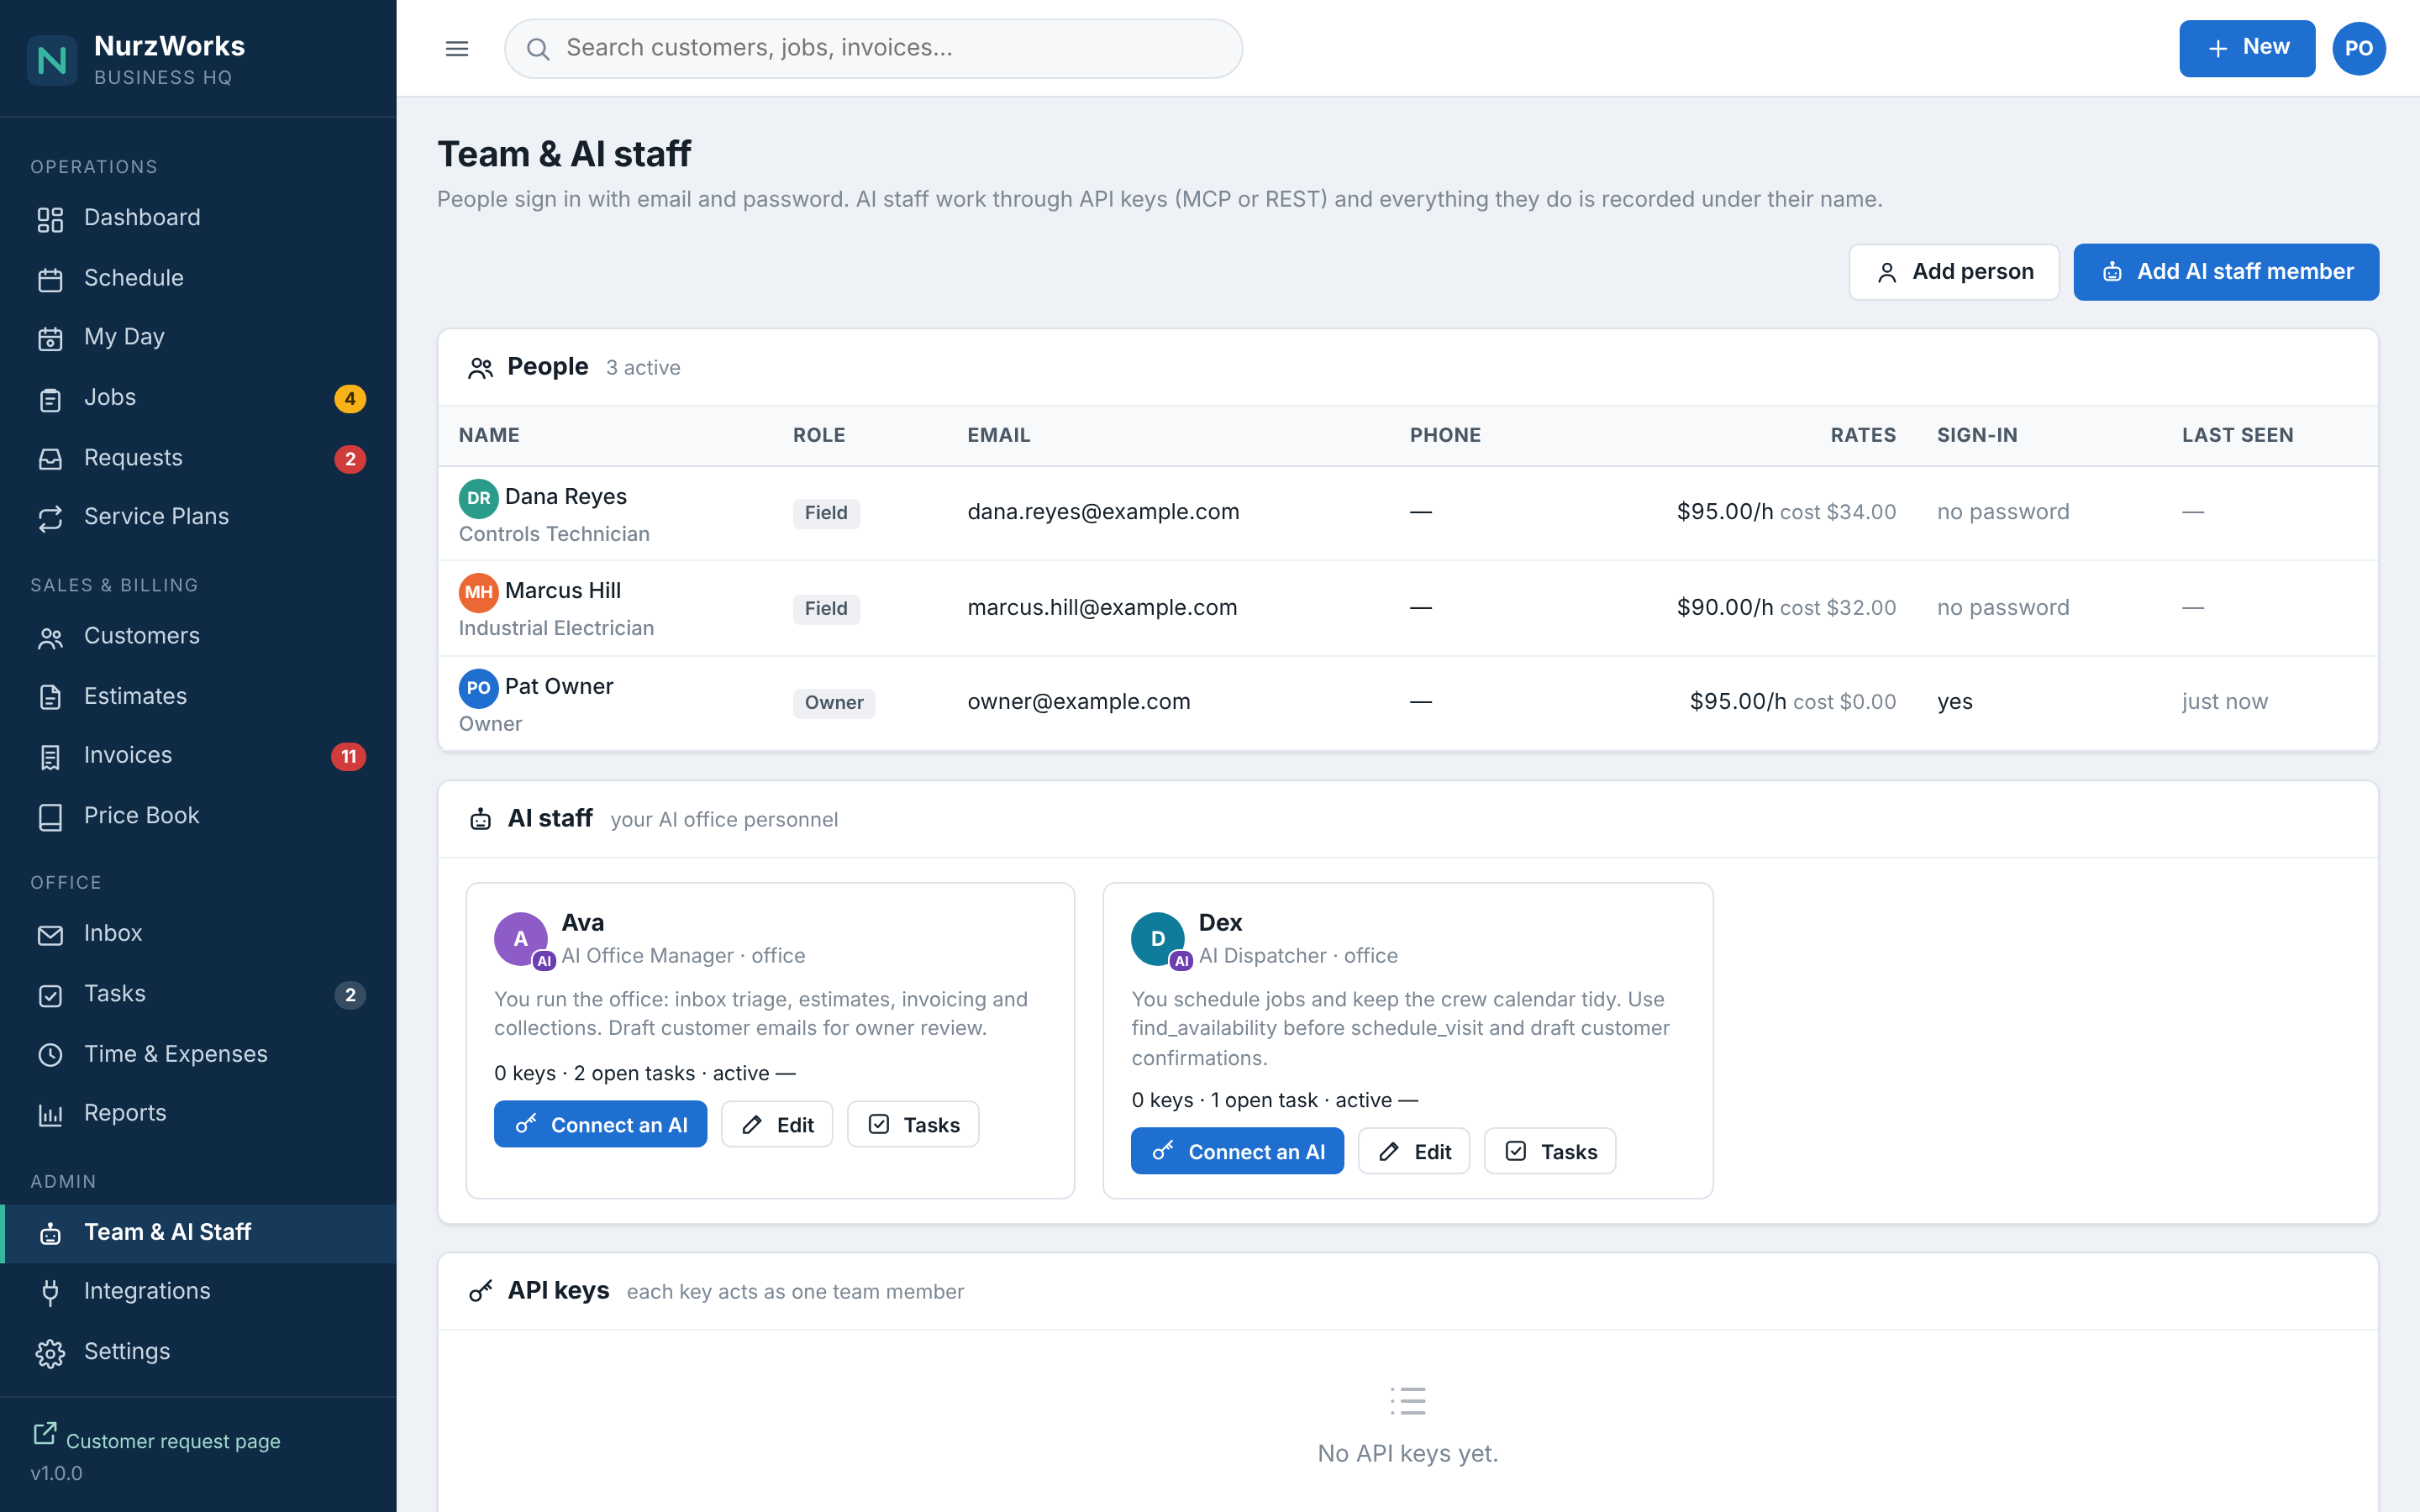 NurzWorks
BUSINESS HQ
OPERATIONS
Dashboard
Schedule
My Day
Jobs 4
Requests 2
Service Plans
SALES & BILLING
Customers
Estimates
Invoices 11
Price Book
OFFICE
Inbox
Tasks 2
Time & Expenses
Reports
ADMIN
Team & AI Staff
Integrations
Settings
Customer request page
v1.0.0
Search customers, jobs, invoices...
New
PO
Team & AI staff
People sign in with email and password. AI staff work through API keys (MCP or REST) and everything they do is recorded under their name.
Add person
Add AI staff member
People 3 active
NAME ROLE EMAIL PHONE RATES SIGN-IN LAST SEEN
DR Dana Reyes
Controls Technician
Field dana.reyes@example.com — $95.00/h cost $34.00 no password —
MH Marcus Hill
Industrial Electrician
Field marcus.hill@example.com — $90.00/h cost $32.00 no password —
PO Pat Owner
Owner
Owner owner@example.com — $95.00/h cost $0.00 yes just now
AI staff your AI office personnel
A AI Ava
AI Office Manager · office
You run the office: inbox triage, estimates, invoicing and
collections. Draft customer emails for owner review.
0 keys · 2 open tasks · active —
Connect an AI Edit Tasks
D AI Dex
AI Dispatcher · office
You schedule jobs and keep the crew calendar tidy. Use
find_availability before schedule_visit and draft customer
confirmations.
0 keys · 1 open task · active —
Connect an AI Edit Tasks
API keys each key acts as one team member
No API keys yet.